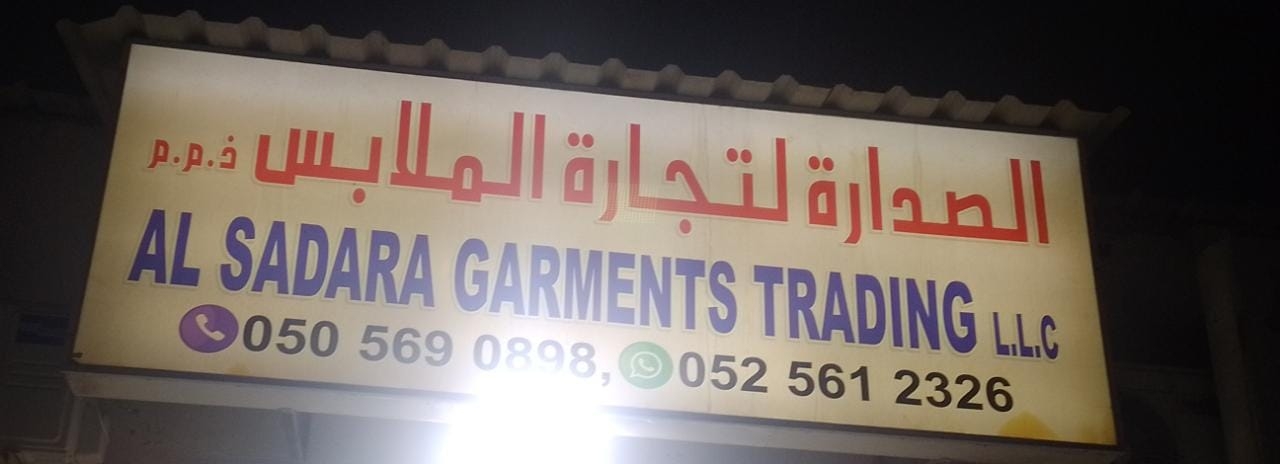 الصدارة لتجارة الملابس ذ.م.م
AL SADARA GARMENTS TRADING L.L.C
050 569 0898, 052 561 2326